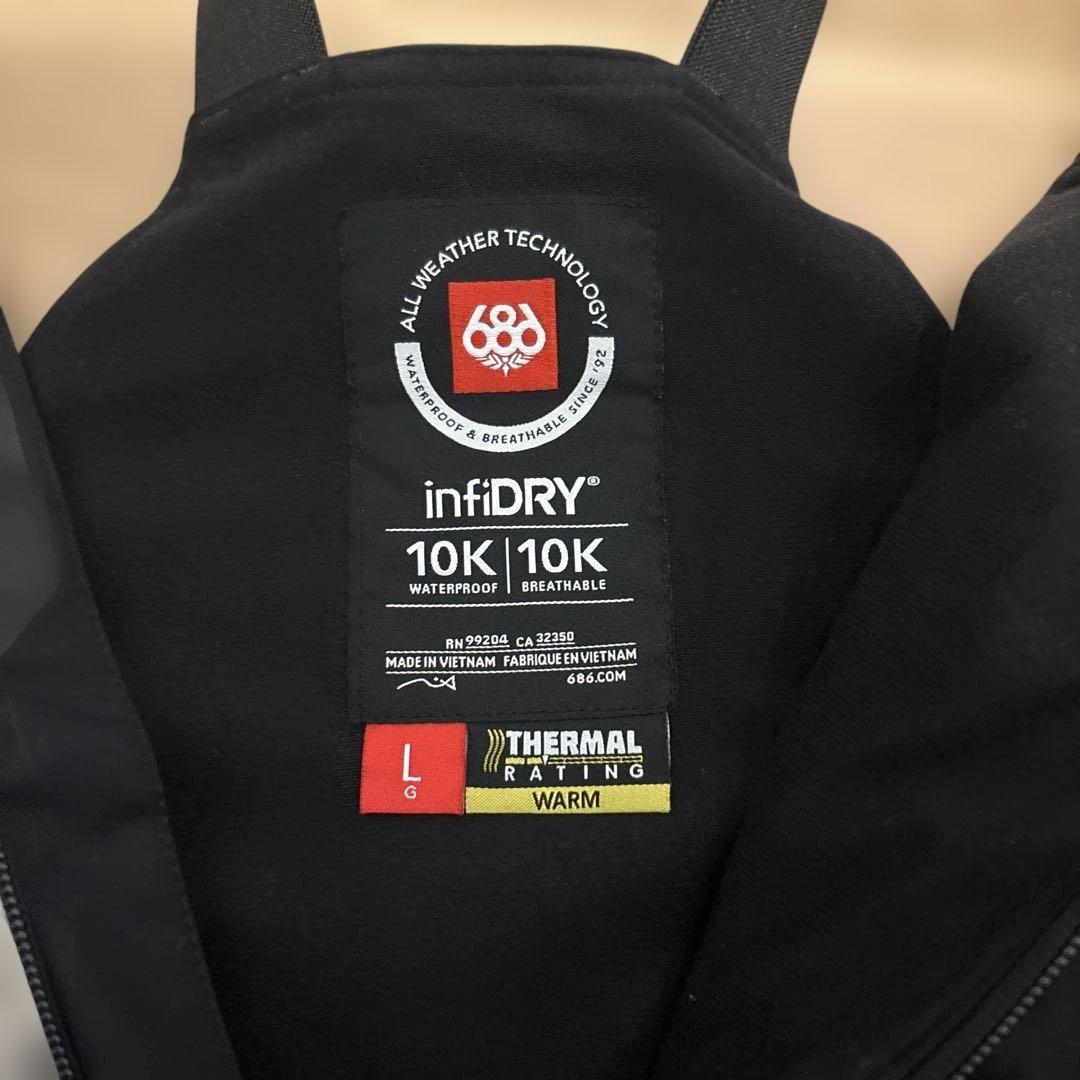 ALL WEATHER TECHNOLOGY
686
WATERPROOF & BREATHABLE SINCE '92
infiDRY®
10K | 10K
WATERPROOF BREATHABLE
RN 99204 CA 32350
MADE IN VIETNAM FABRIQUE EN VIETNAM
686.COM
L
G
THERMAL
RATING
WARM